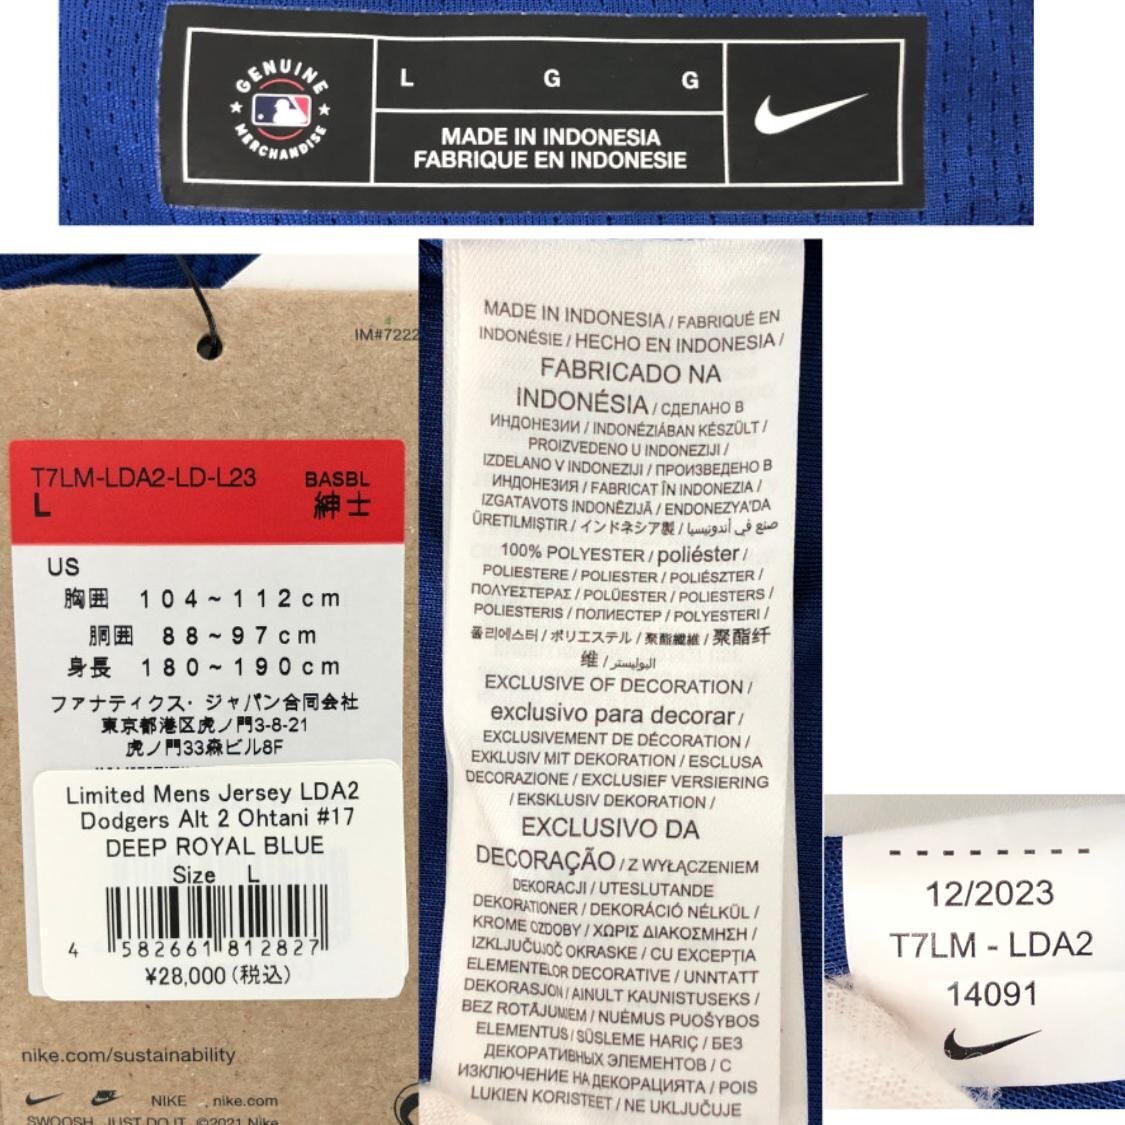 GENUINE
MERCHANDISE
L G G
MADE IN INDONESIA
FABRIQUE EN INDONESIE
IM#7222
T7LM-LDA2-LD-L23 BASBL
L 紳士
US
胸囲 104~112cm
胴囲 88~97cm
身長 180~190cm
ファナティクス・ジャパン合同会社
東京都港区虎ノ門3-8-21
虎ノ門33森ビル8F
Limited Mens Jersey LDA2
Dodgers Alt 2 Ohtani #17
DEEP ROYAL BLUE
Size L
4 582661 812827
¥28,000(税込)
nike.com/sustainability
NIKE , nike.com
SWOOSH, JUST DO IT, ©2021 Nike
MADE IN INDONESIA / FABRIQUÉ EN
INDONÉSIE / HECHO EN INDONESIA /
FABRICADO NA
INDONÉSIA / СДЕЛАНО В
ИНДОНЕЗИИ / INDONÉZIÁBAN KÉSZÜLT /
PROIZVEDENO U INDONEZIJI /
IZDELANO V INDONEZIJI / ПРОИЗВЕДЕНО В
ИНДОНЕЗИЯ / FABRICAT ÎN INDONEZIA /
IZGATAVOTS INDONĒZIJĀ / ENDONEZYA'DA
ÜRETILMIŞTIR / インドネシア製 / صنع في أندونيسيا
100% POLYESTER / poliéster /
POLIESTERE / POLIESTER / POLIÉSZTER /
ΠΟΛΥΕΣΤΕΡΑΣ / POLÜESTER / POLIESTERS /
POLIESTERIS / ПОЛИЕСТЕР / POLYESTERI /
폴리에스터 / ポリエステル / 聚酯纖維 / 聚酯纤
维 / البوليستر
EXCLUSIVE OF DECORATION /
exclusivo para decorar /
EXCLUSIVEMENT DE DÉCORATION /
EXKLUSIV MIT DEKORATION / ESCLUSA
DECORAZIONE / EXCLUSIEF VERSIERING
/ EKSKLUSIV DEKORATION /
EXCLUSIVO DA
DECORAÇÃO / Z WYŁĄCZENIEM
DEKORACJI / UTESLUTANDE
DEKORATIONER / DEKORÁCIÓ NÉLKÜL /
KROME OZDOBY / ΧΩΡΙΣ ΔΙΑΚΟΣΜΗΣΗ /
IZKLJUČUJOČ OKRASKE / CU EXCEPȚIA
ELEMENTELOR DECORATIVE / UNNTATT
DEKORASJON / AINULT KAUNISTUSEKS /
BEZ ROTĀJUMIEM / NUĖMUS PUOŠYBOS
ELEMENTUS / SÜSLEME HARIÇ / БЕЗ
ДЕКОРАТИВНЫХ ЭЛЕМЕНТОВ / С
ИЗКЛЮЧЕНИЕ НА ДЕКОРАЦИЯТА / POIS
LUKIEN KORISTEET / NE UKLJUČUJE
12/2023
T7LM - LDA2
14091